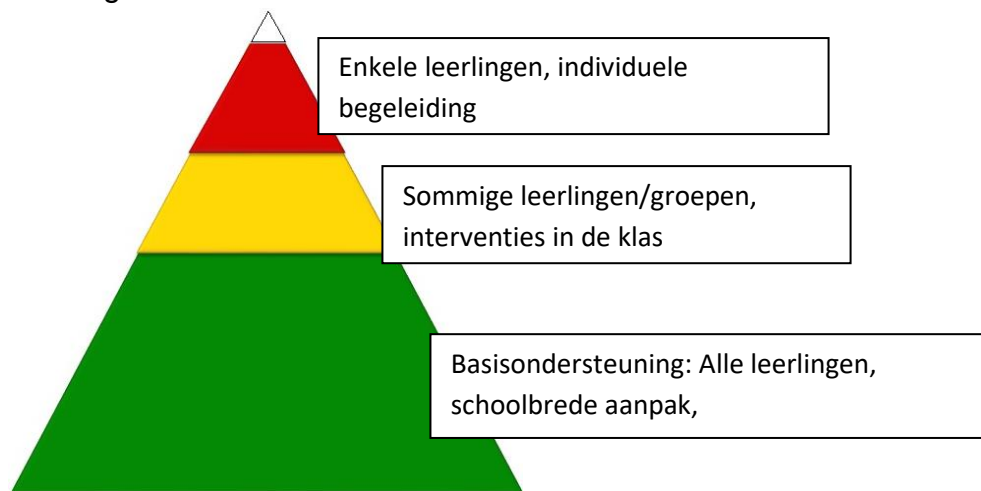 Enkele leerlingen, individuele
begeleiding
Sommige leerlingen/groepen,
interventies in de klas
Basisondersteuning: Alle leerlingen,
schoolbrede aanpak,